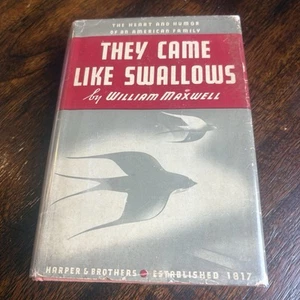 THE HEART AND HUMOR
OF AN AMERICAN FAMILY
THEY CAME
LIKE SWALLOWS
by WILLIAM MAXWELL
HARPER & BROTHERS ESTABLISHED 1817